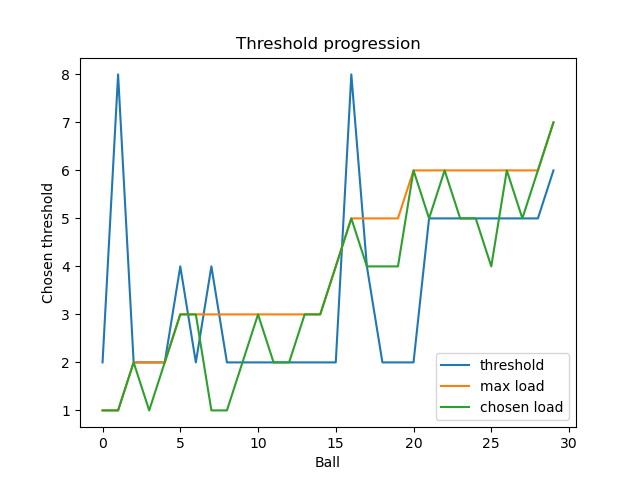 Threshold progression
Chosen threshold
8
7
6
5
4
3
2
1
0 5 10 15 20 25 30
Ball
threshold
max load
chosen load